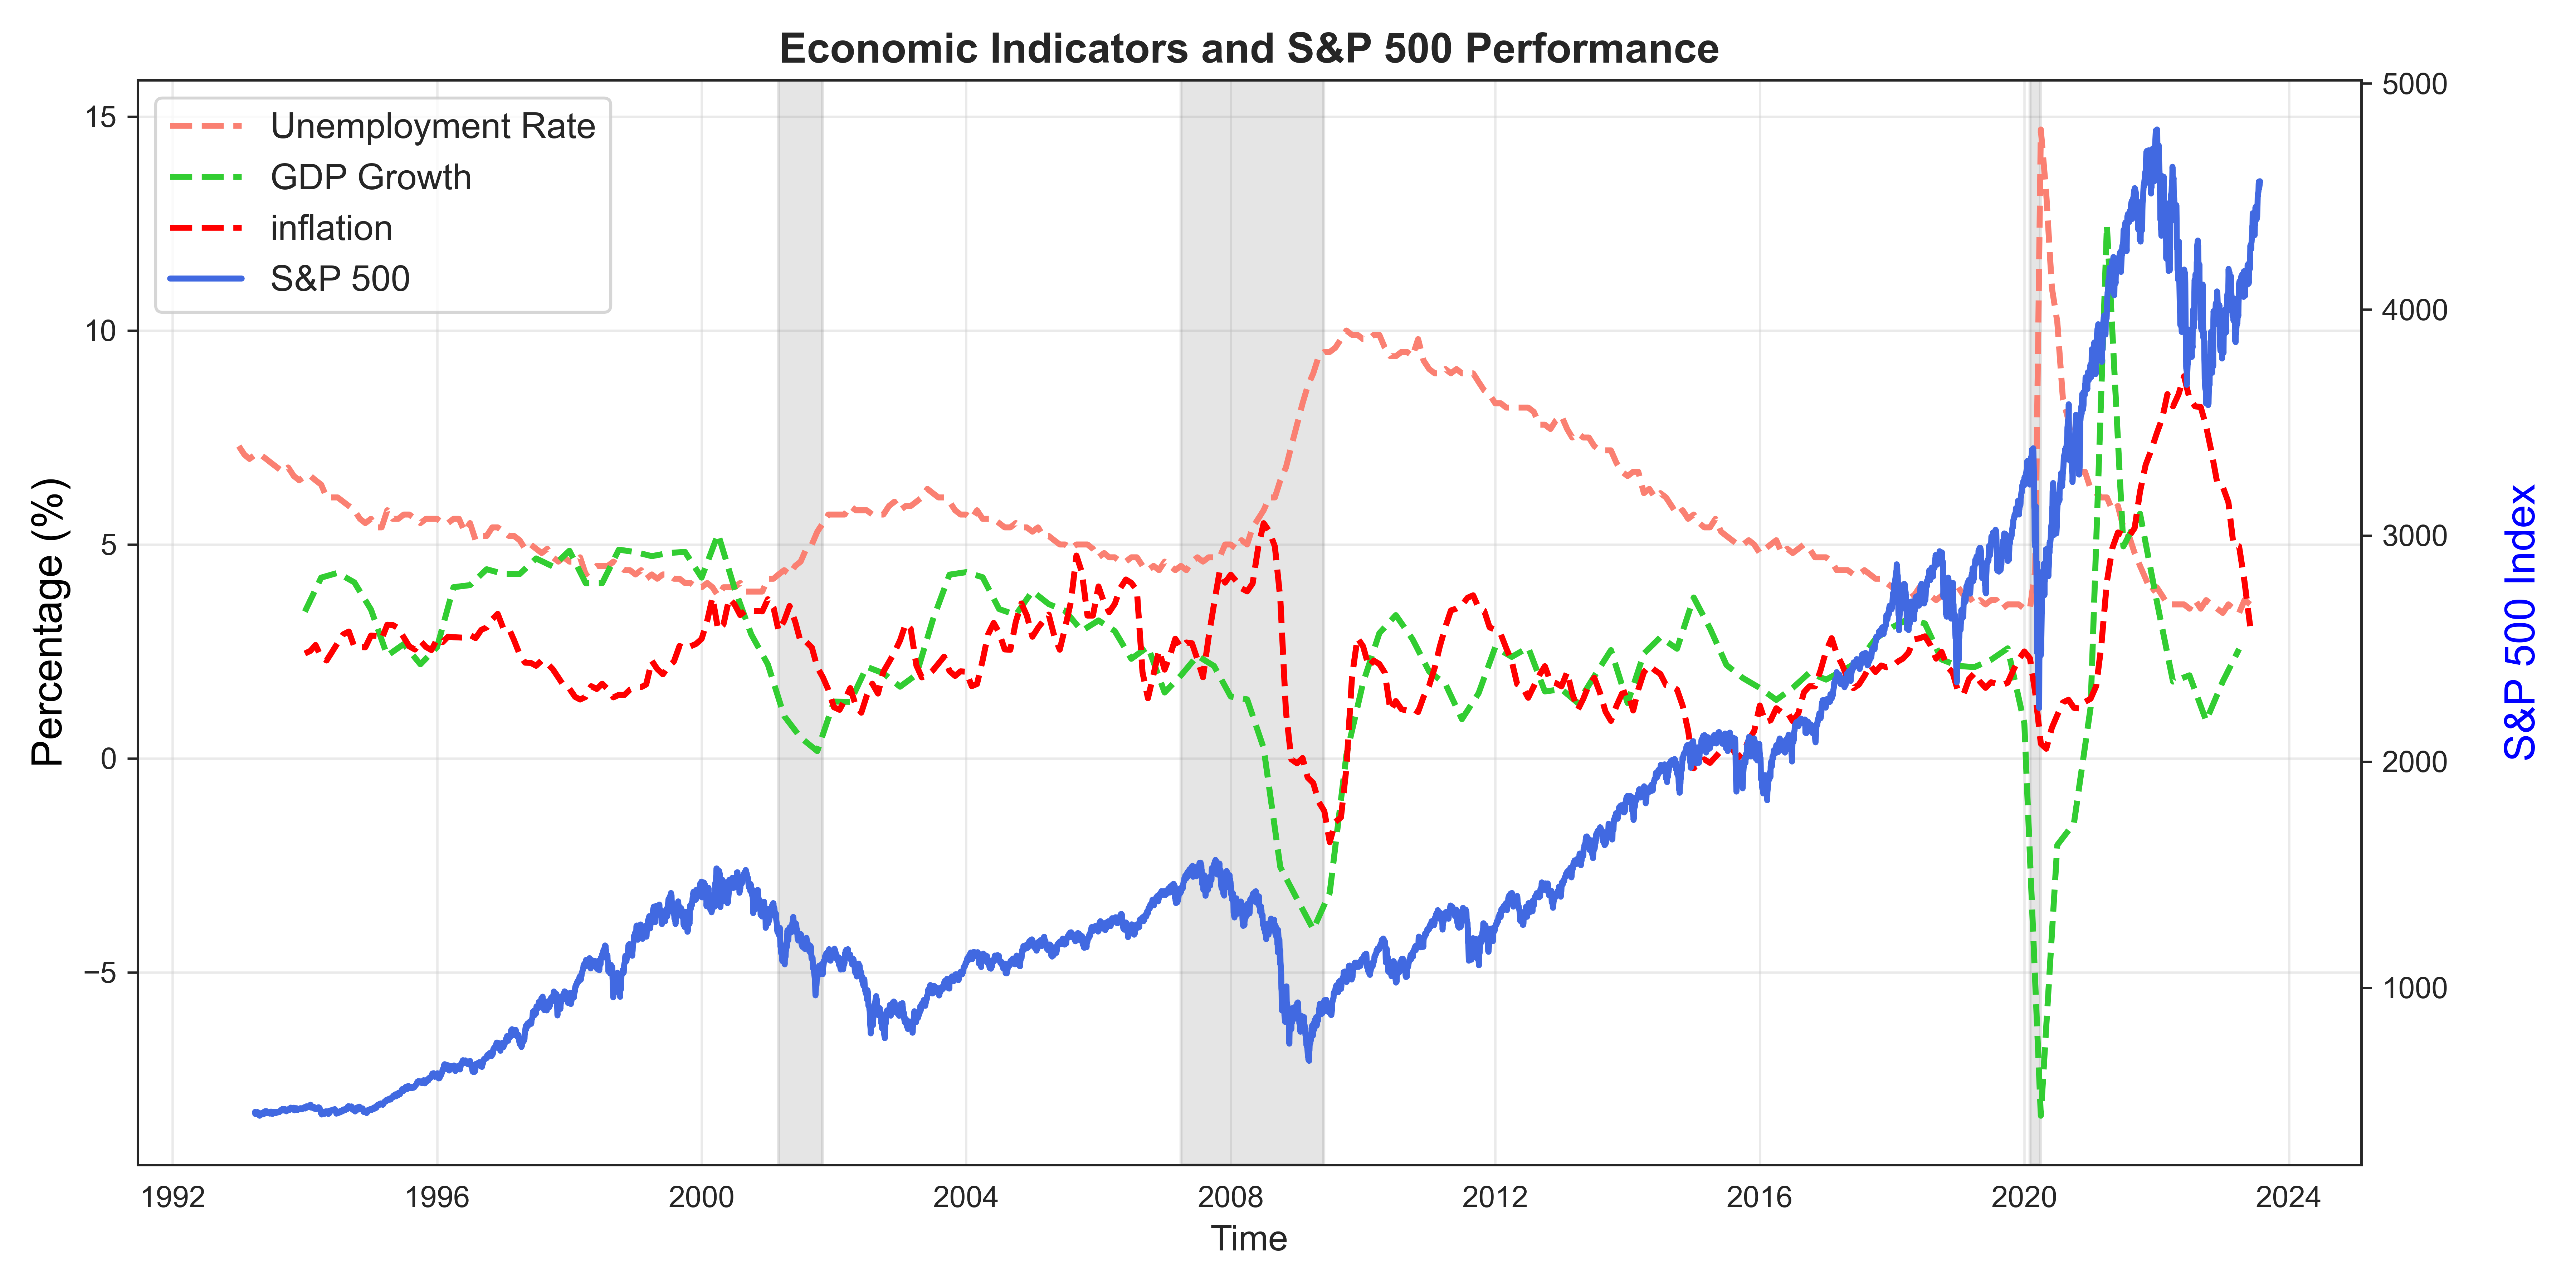 Economic Indicators and S&P 500 Performance
Unemployment Rate
GDP Growth
inflation
S&P 500
Percentage (%)
15
10
5
0
−5
5000
4000
3000
2000
1000
S&P 500 Index
1992
1996
2000
2004
2008
2012
2016
2020
2024
Time